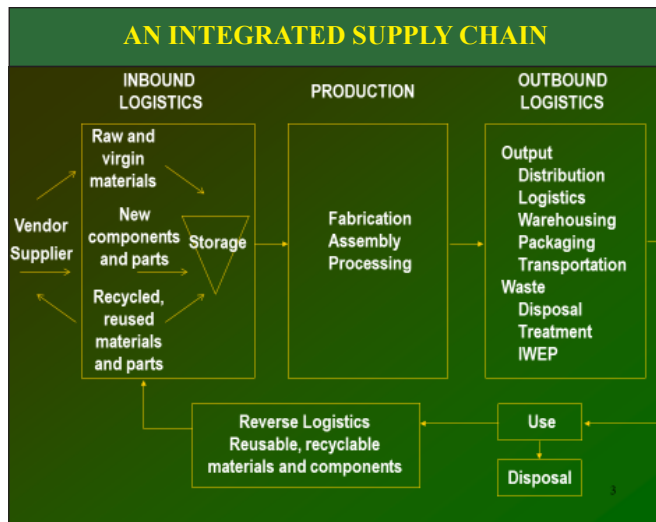 AN INTEGRATED SUPPLY CHAIN
INBOUND
LOGISTICS
PRODUCTION
OUTBOUND
LOGISTICS
Vendor
Supplier
Raw and
virgin
materials
New
components
and parts
Recycled,
reused
materials
and parts
Storage
Fabrication
Assembly
Processing
Output
Distribution
Logistics
Warehousing
Packaging
Transportation
Waste
Disposal
Treatment
IWEP
Reverse Logistics
Reusable, recyclable
materials and components
Use
Disposal
3